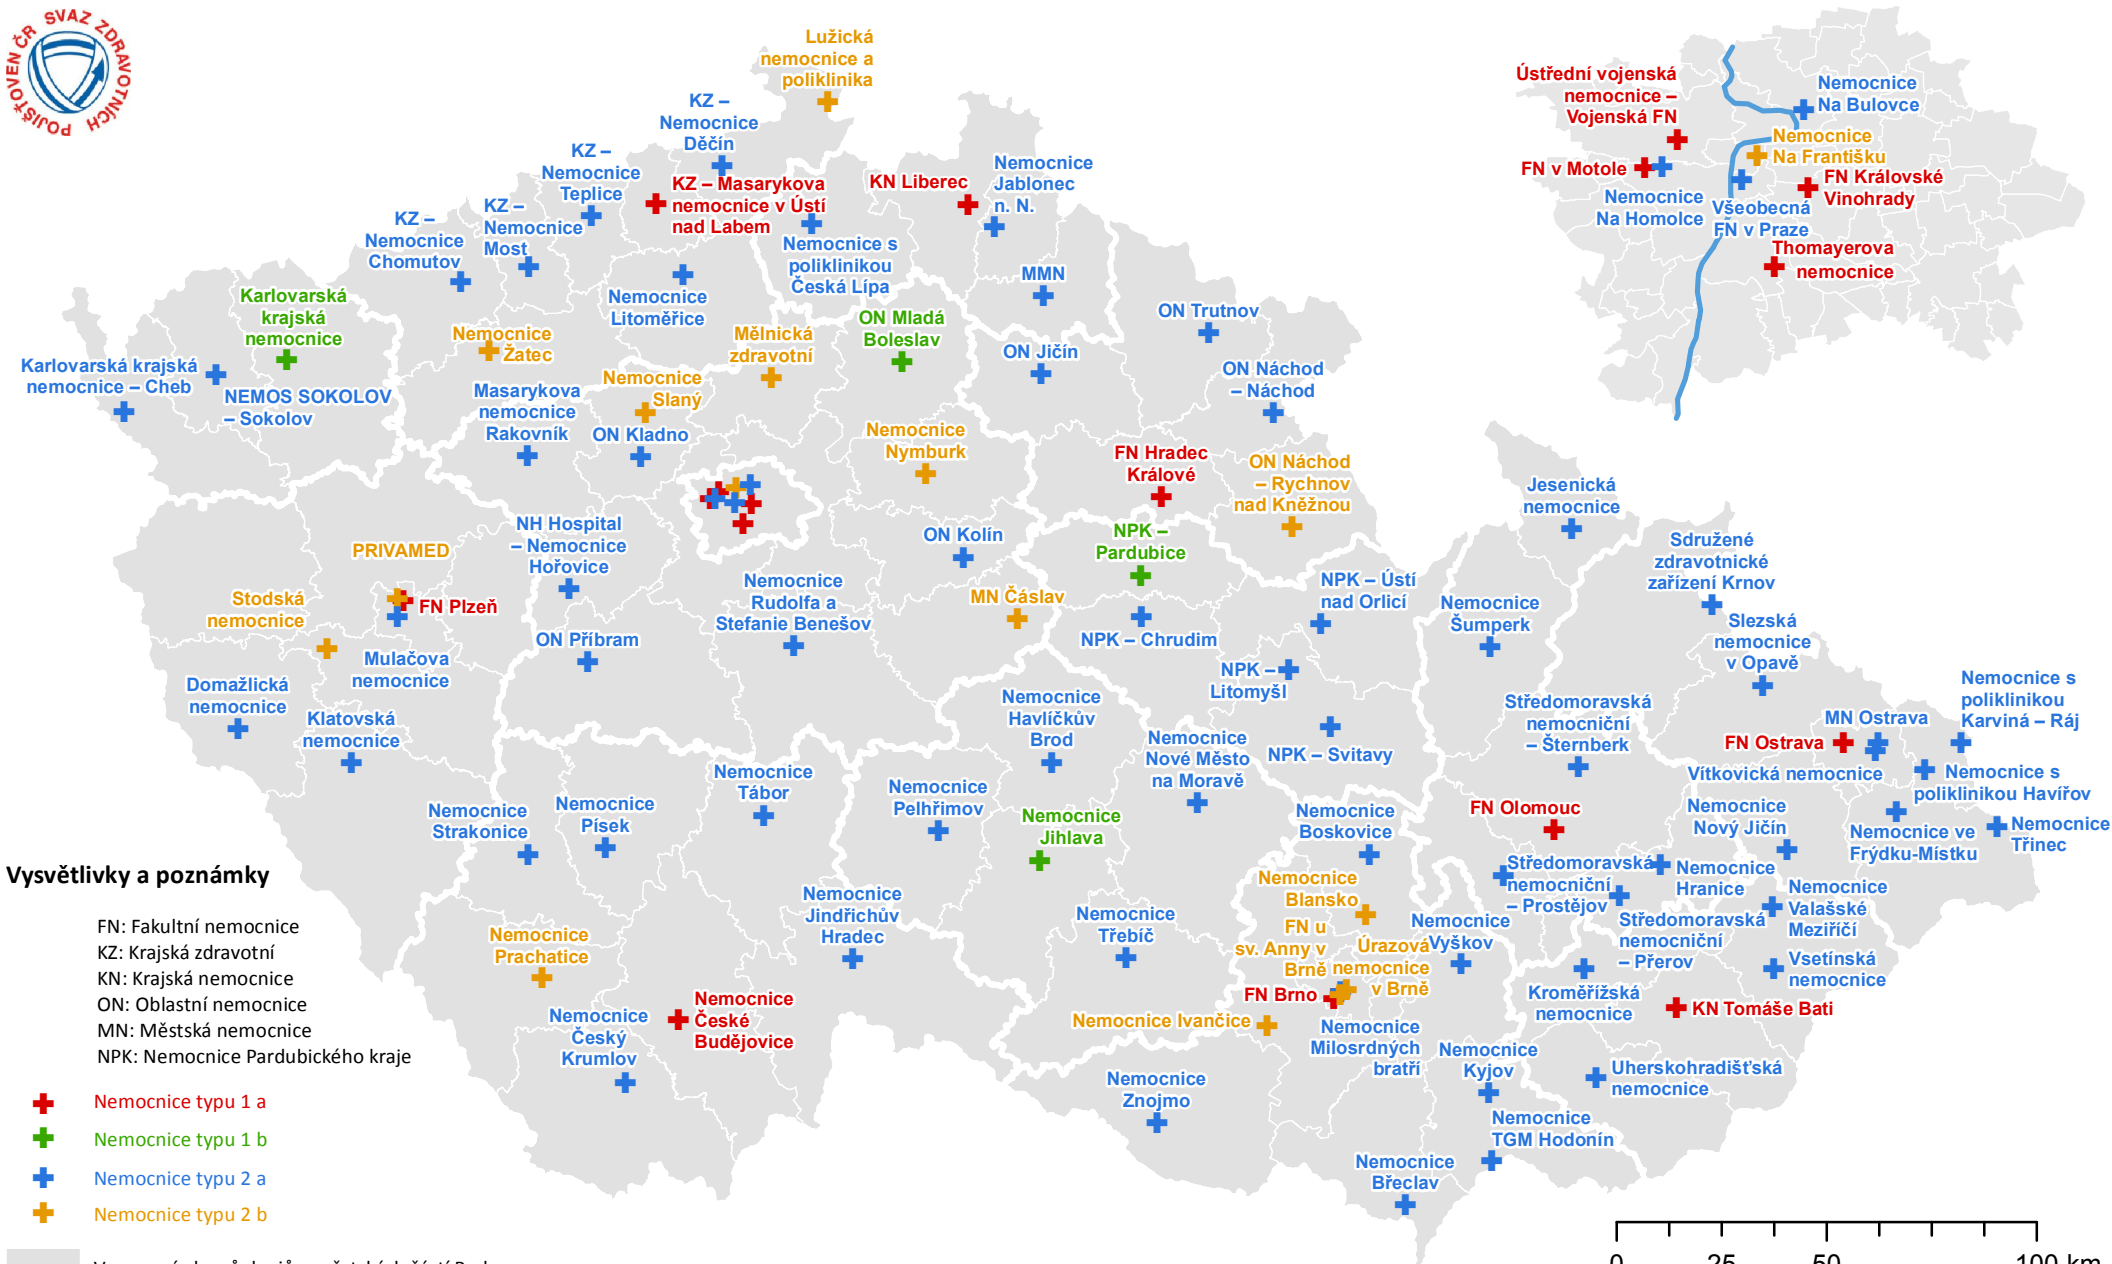 SVAZ ZDRAVOTNÍCH POJIŠŤOVEN ČR
Lužická
nemocnice a
poliklinika
KZ –
Nemocnice
Děčín
KZ –
Nemocnice
Teplice
KZ – Masarykova
nemocnice v Ústí
nad Labem
KN Liberec
Nemocnice
Jablonec
n. N.
KZ –
Nemocnice
Most
KZ –
Nemocnice
Chomutov
Nemocnice s
poliklinikou
Česká Lípa
Nemocnice
Litoměřice
MMN
ON Trutnov
Karlovarská
krajská
nemocnice
Nemocnice
Žatec
Mělnická
zdravotní
ON Mladá
Boleslav
ON Jičín
ON Náchod
– Náchod
Karlovarská krajská
nemocnice – Cheb
NEMOS SOKOLOV
– Sokolov
Masarykova
nemocnice
Rakovník
Nemocnice
Slaný
ON Kladno
Nemocnice
Nymburk
FN Hradec
Králové
ON Náchod
– Rychnov
nad Kněžnou
Ústřední vojenská
nemocnice –
Vojenská FN
Nemocnice
Na Bulovce
Nemocnice
Na Františku
FN v Motole
FN Královské
Vinohrady
Nemocnice
Na Homolce
Všeobecná
FN v Praze
Thomayerova
nemocnice
Jesenická
nemocnice
NH Hospital
– Nemocnice
Hořovice
ON Kolín
NPK –
Pardubice
Sdružené
zdravotnické
zařízení Krnov
PRIVAMED
FN Plzeň
Stodská
nemocnice
Nemocnice
Rudolfa a
Stefanie Benešov
MN Čáslav
NPK – Ústí
nad Orlicí
Nemocnice
Šumperk
Slezská
nemocnice
v Opavě
ON Příbram
NPK – Chrudim
Mulačova
nemocnice
Domažlická
nemocnice
Klatovská
nemocnice
NPK –
Litomyšl
Nemocnice
Havlíčkův
Brod
Středomoravská
nemocniční
– Šternberk
Nemocnice s
poliklinikou
Karviná – Ráj
MN Ostrava
FN Ostrava
Nemocnice
Nové Město
na Moravě
NPK – Svitavy
Vítkovická nemocnice
Nemocnice s
poliklinikou Havířov
Nemocnice
Tábor
Nemocnice
Pelhřimov
Nemocnice
Strakonice
Nemocnice
Písek
Nemocnice
Jihlava
Nemocnice
Boskovice
FN Olomouc
Nemocnice
Nový Jičín
Nemocnice ve
Frýdku-Místku
Nemocnice
Třinec
Středomoravská
nemocniční
– Prostějov
Nemocnice
Hranice
Nemocnice
Valašské
Meziříčí
Nemocnice
Jindřichův
Hradec
Nemocnice
Třebíč
Nemocnice
Blansko
Nemocnice
Vyškov
Středomoravská
nemocniční
– Přerov
Vsetínská
nemocnice
Nemocnice
Prachatice
FN u
sv. Anny v
Brně
Úrazová
nemocnice
v Brně
FN Brno
Kroměřížská
nemocnice
KN Tomáše Bati
Nemocnice
České
Budějovice
Nemocnice
Český
Krumlov
Nemocnice Ivančice
Nemocnice
Milosrdných
bratří
Nemocnice
Kyjov
Uherskohradišťská
nemocnice
Nemocnice
Znojmo
Nemocnice
TGM Hodonín
Nemocnice
Břeclav
Vysvětlivky a poznámky
FN: Fakultní nemocnice
KZ: Krajská zdravotní
KN: Krajská nemocnice
ON: Oblastní nemocnice
MN: Městská nemocnice
NPK: Nemocnice Pardubického kraje
Nemocnice typu 1 a
Nemocnice typu 1 b
Nemocnice typu 2 a
Nemocnice typu 2 b
0 25 50 100 km